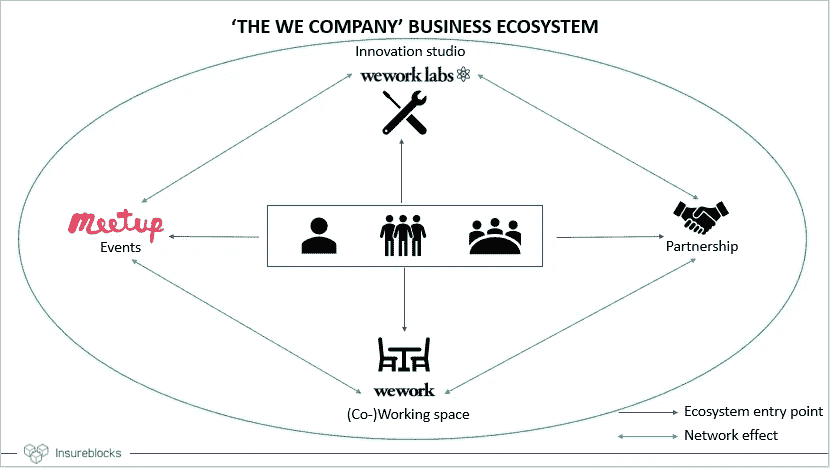 ‘THE WE COMPANY’ BUSINESS ECOSYSTEM
Innovation studio
wework labs
meetup
Events
Partnership
wework
(Co-)Working space
Ecosystem entry point
Network effect
Insureblocks